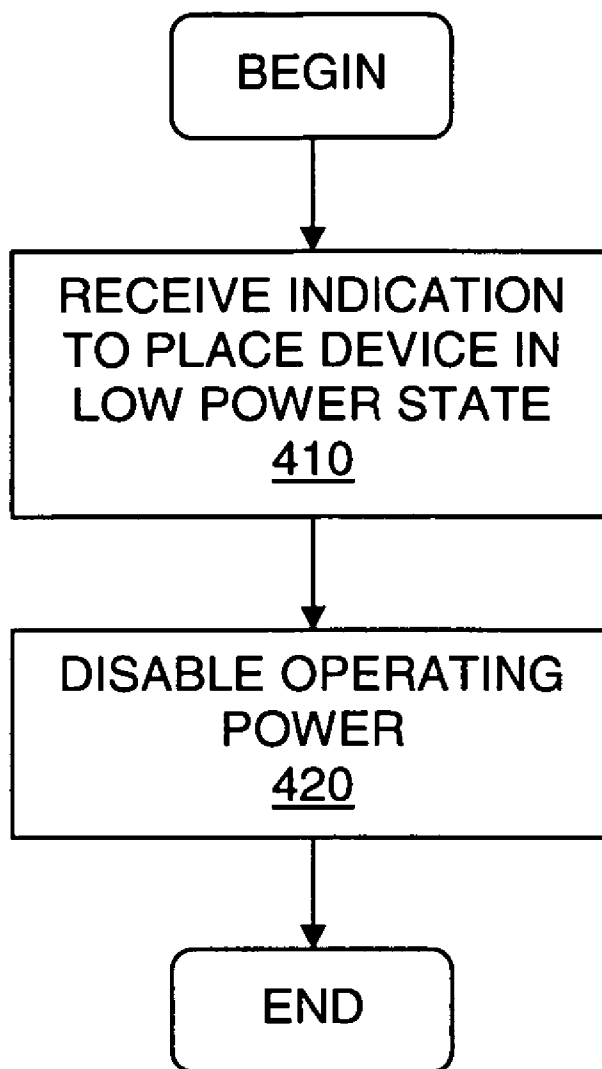 BEGIN
RECEIVE INDICATION
TO PLACE DEVICE IN
LOW POWER STATE
410
DISABLE OPERATING
POWER
420
END